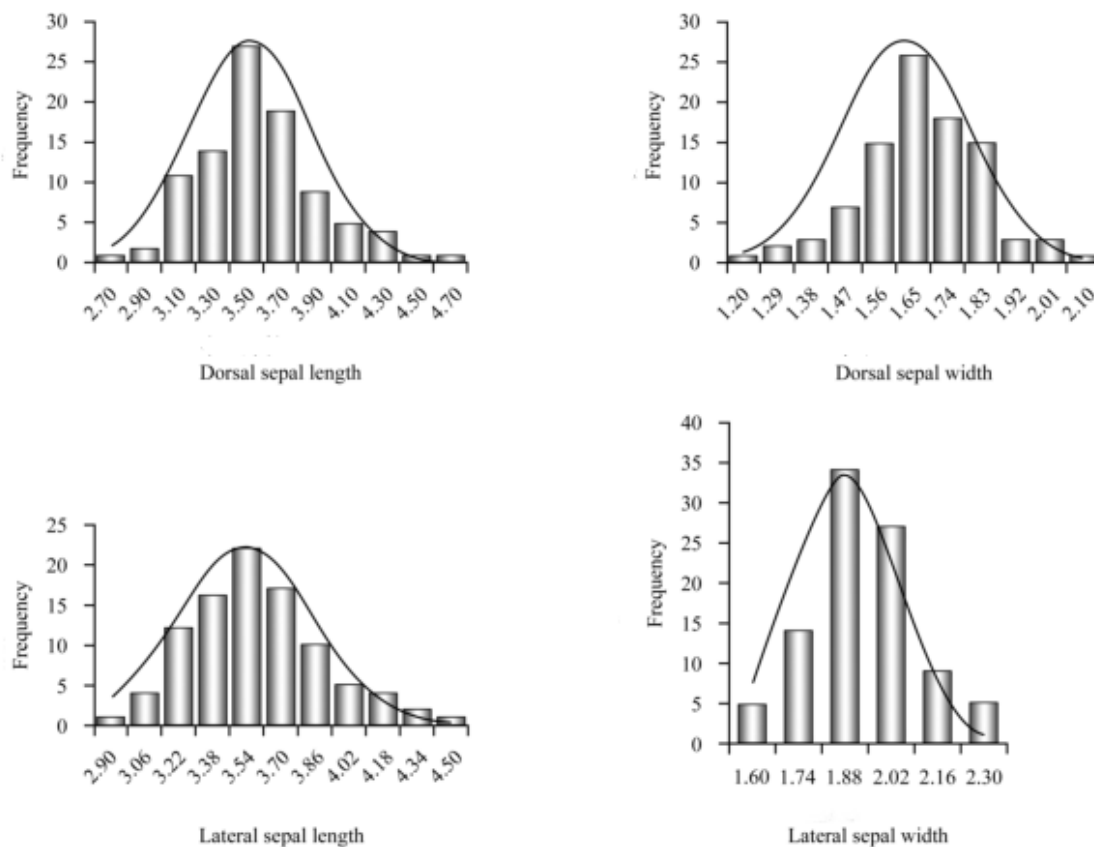 30
25
20
15
10
5
0
Frequency
2.70 2.90 3.10 3.30 3.50 3.70 3.90 4.10 4.30 4.50 4.70
Dorsal sepal length
30
25
20
15
10
5
0
Frequency
1.20 1.29 1.38 1.47 1.56 1.65 1.74 1.83 1.92 2.01 2.10
Dorsal sepal width
25
20
15
10
5
0
Frequency
2.90 3.06 3.22 3.38 3.54 3.70 3.86 4.02 4.18 4.34 4.50
Lateral sepal length
40
35
30
25
20
15
10
5
0
Frequency
1.60 1.74 1.88 2.02 2.16 2.30
Lateral sepal width